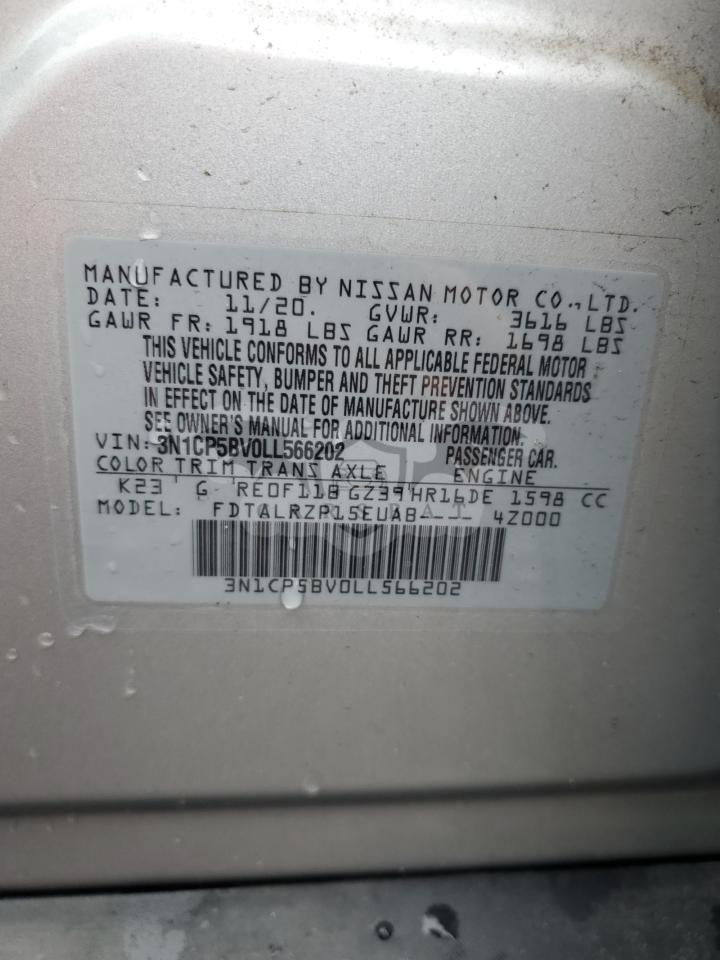 MANUFACTURED BY NISSAN MOTOR CO., LTD.
DATE: 11/20. GVWR: 3616 LBS
GAWR FR: 1918 LBS GAWR RR: 1698 LBS
THIS VEHICLE CONFORMS TO ALL APPLICABLE FEDERAL MOTOR
VEHICLE SAFETY, BUMPER AND THEFT PREVENTION STANDARDS
IN EFFECT ON THE DATE OF MANUFACTURE SHOWN ABOVE.
SEE OWNER'S MANUAL FOR ADDITIONAL INFORMATION.
VIN: 3N1CP5BV0LL566202 PASSENGER CAR.
COLOR TRIM TRANS AXLE ENGINE
K23 G RE0F11B GZ39 HR16DE 1598 CC
MODEL: FDTALRZP15EUAB---- 4Z000
3N1CP5BV0LL566202